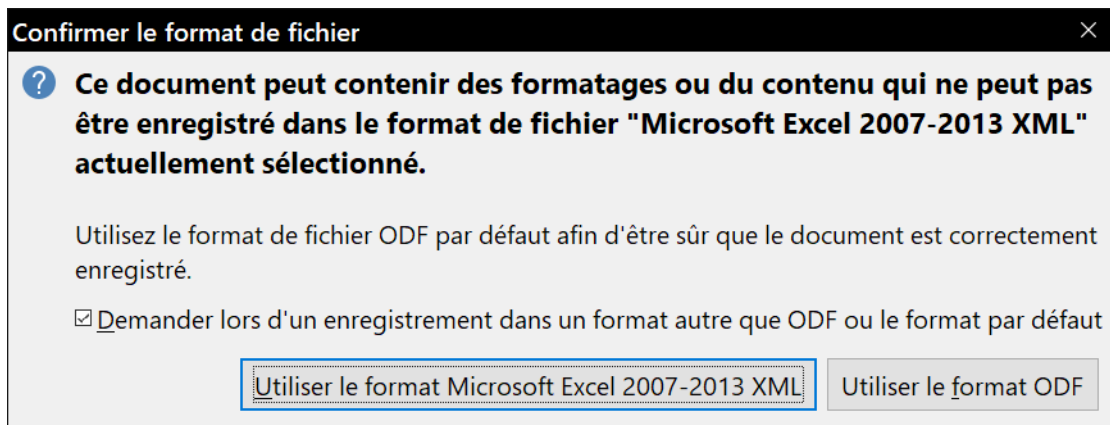 Confirmer le format de fichier
Ce document peut contenir des formatages ou du contenu qui ne peut pas
être enregistré dans le format de fichier "Microsoft Excel 2007-2013 XML"
actuellement sélectionné.
Utilisez le format de fichier ODF par défaut afin d'être sûr que le document est correctement
enregistré.
Demander lors d'un enregistrement dans un format autre que ODF ou le format par défaut
Utiliser le format Microsoft Excel 2007-2013 XML Utiliser le format ODF